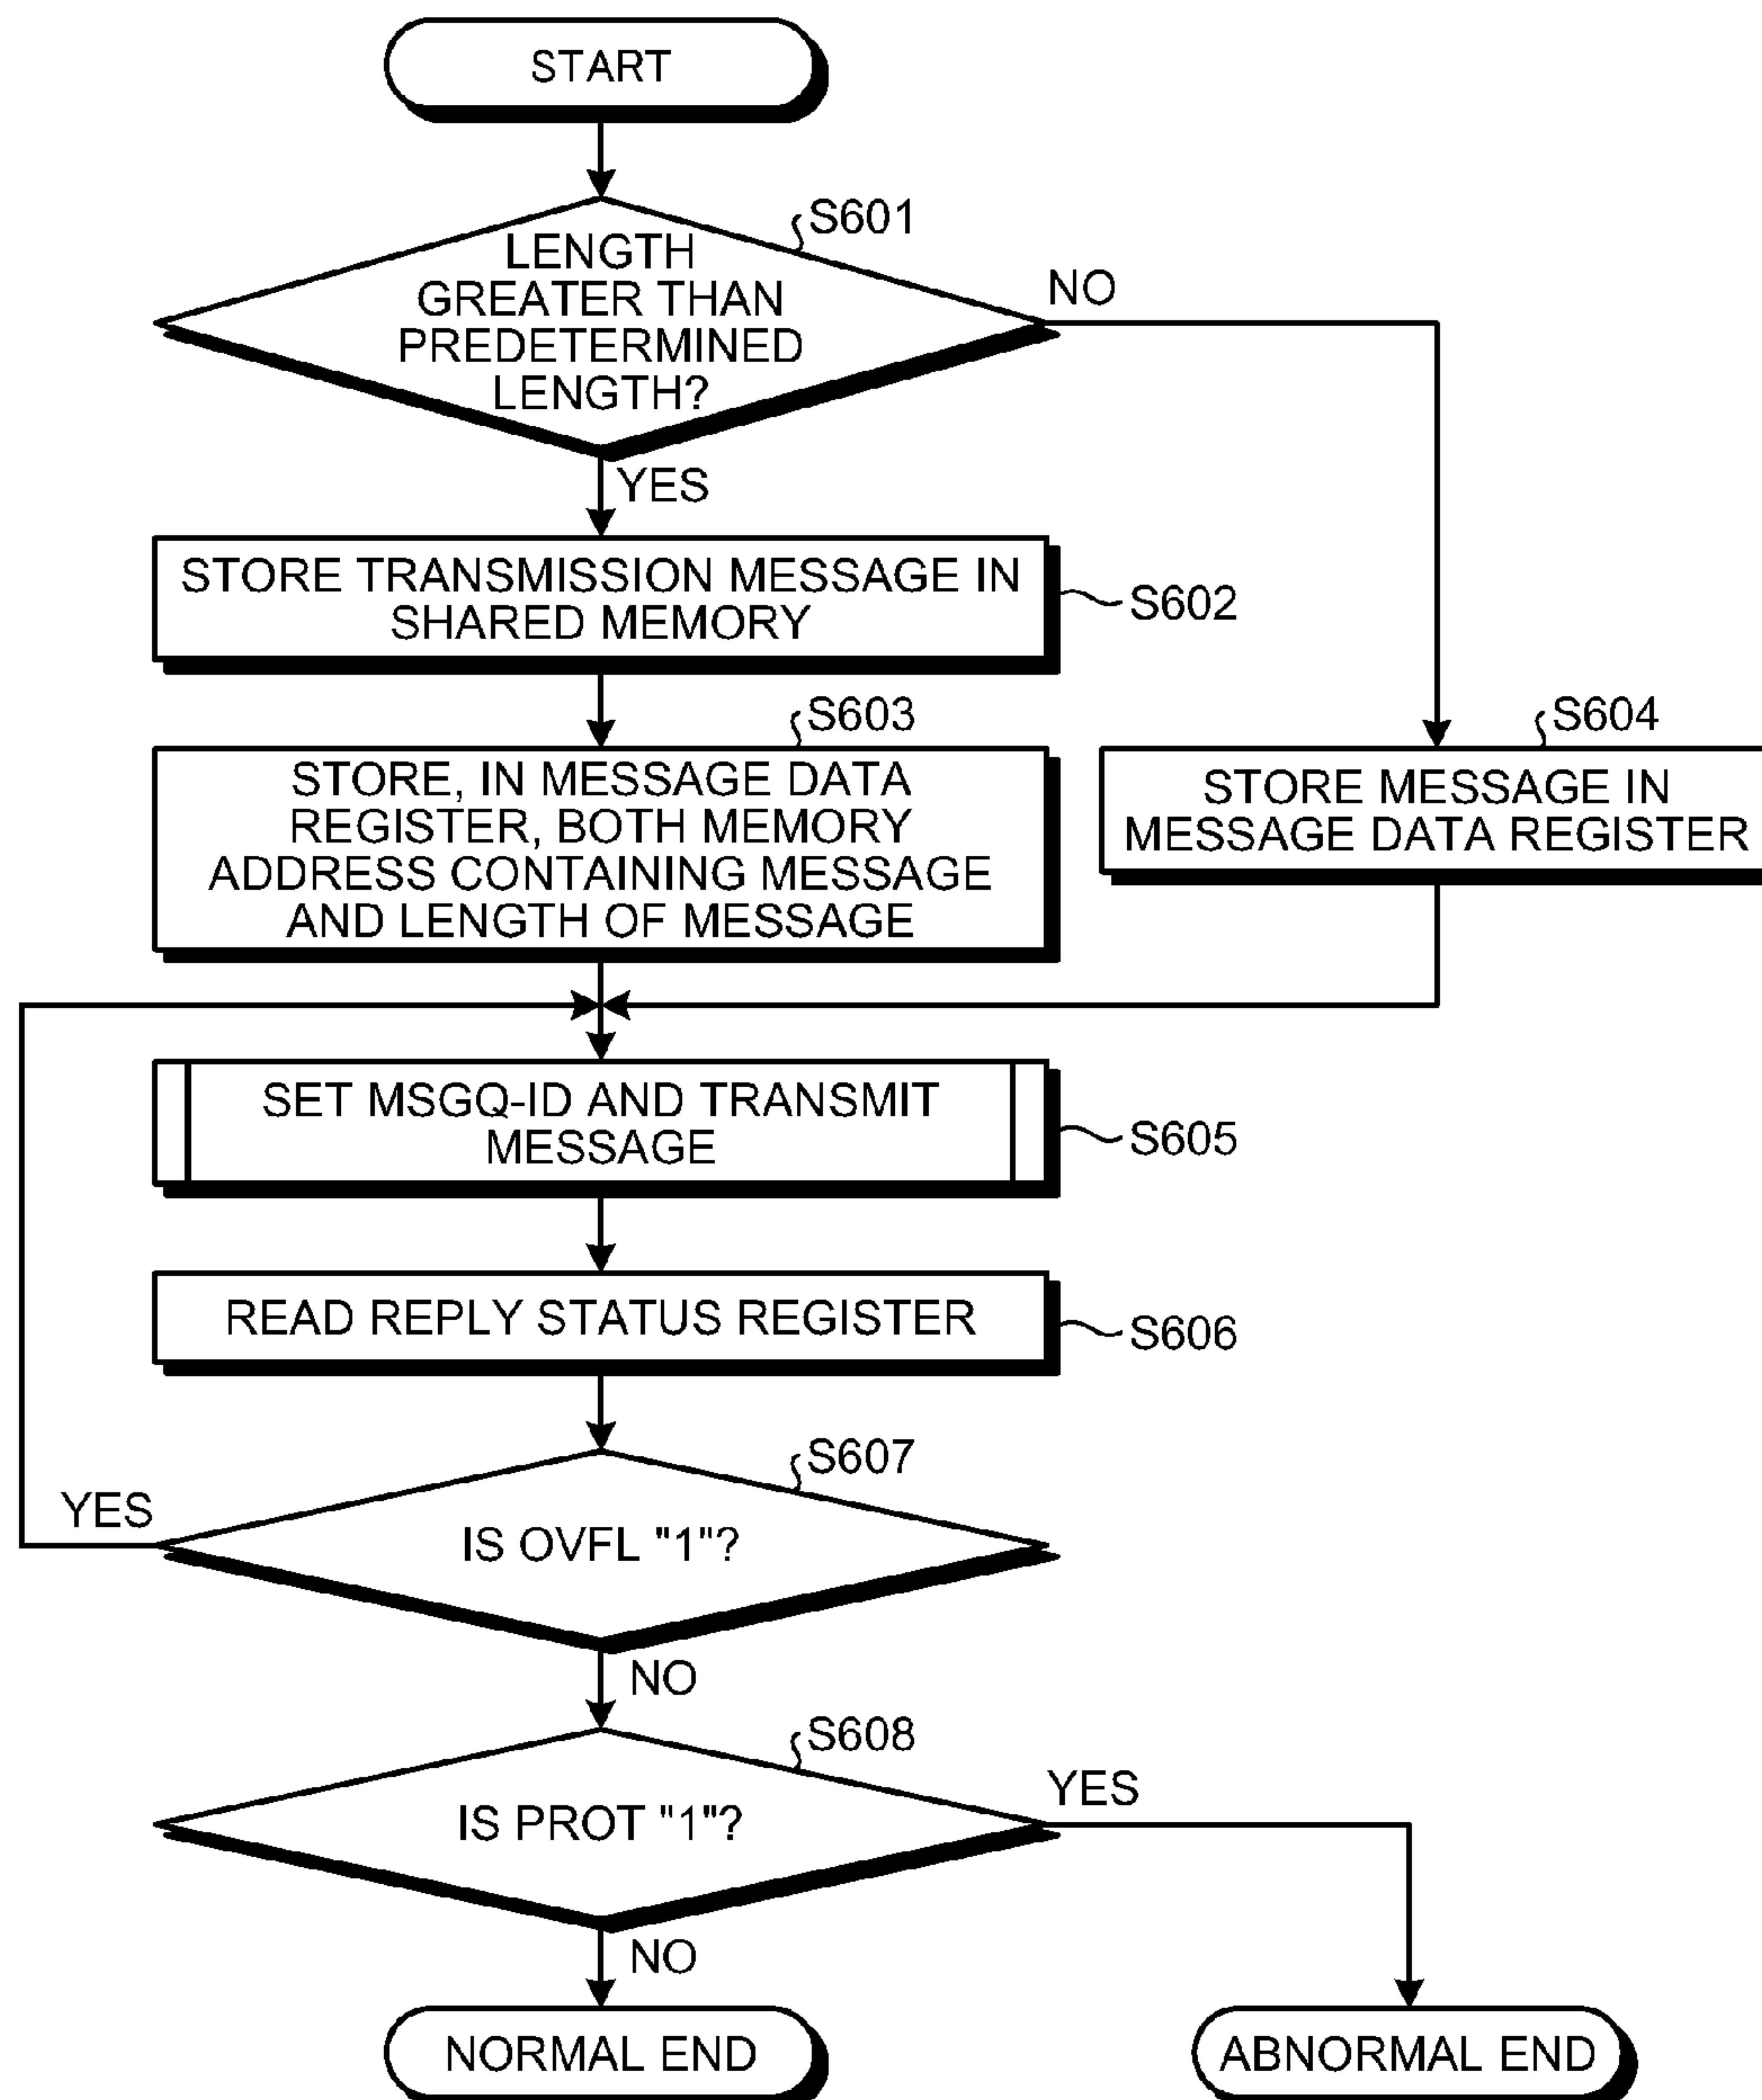 START
S601
LENGTH
GREATER THAN
PREDETERMINED
LENGTH?
NO
YES
STORE TRANSMISSION MESSAGE IN
SHARED MEMORY
S602
S603
STORE, IN MESSAGE DATA
REGISTER, BOTH MEMORY
ADDRESS CONTAINING MESSAGE
AND LENGTH OF MESSAGE
S604
STORE MESSAGE IN
MESSAGE DATA REGISTER
SET MSGQ-ID AND TRANSMIT
MESSAGE
S605
READ REPLY STATUS REGISTER
S606
S607
YES
IS OVFL "1"?
NO
S608
YES
IS PROT "1"?
NO
NORMAL END
ABNORMAL END